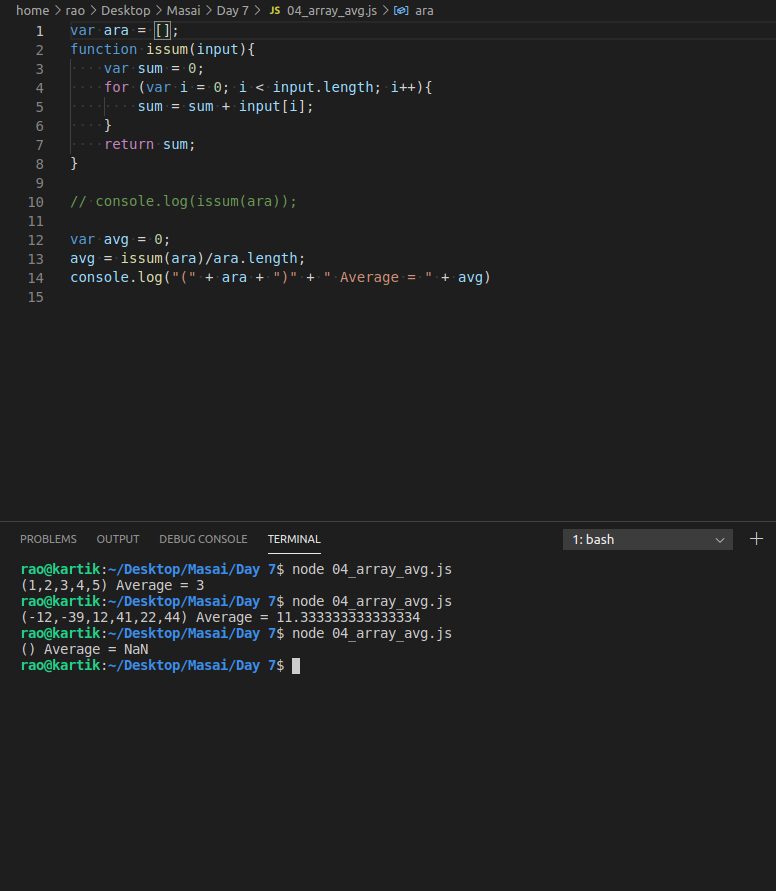 home > rao > Desktop > Masai > Day 7 > JS 04_array_avg.js > ara
1 var ara = [];
2 function issum(input){
3     var sum = 0;
4     for (var i = 0; i < input.length; i++){
5         sum = sum + input[i];
6     }
7     return sum;
8 }
9
10 // console.log(issum(ara));
11
12 var avg = 0;
13 avg = issum(ara)/ara.length;
14 console.log("(" + ara + ")" + " Average = " + avg)
15
PROBLEMS OUTPUT DEBUG CONSOLE TERMINAL 1: bash
rao@kartik:~/Desktop/Masai/Day 7$ node 04_array_avg.js
(1,2,3,4,5) Average = 3
rao@kartik:~/Desktop/Masai/Day 7$ node 04_array_avg.js
(-12,-39,12,41,22,44) Average = 11.333333333333334
rao@kartik:~/Desktop/Masai/Day 7$ node 04_array_avg.js
() Average = NaN
rao@kartik:~/Desktop/Masai/Day 7$